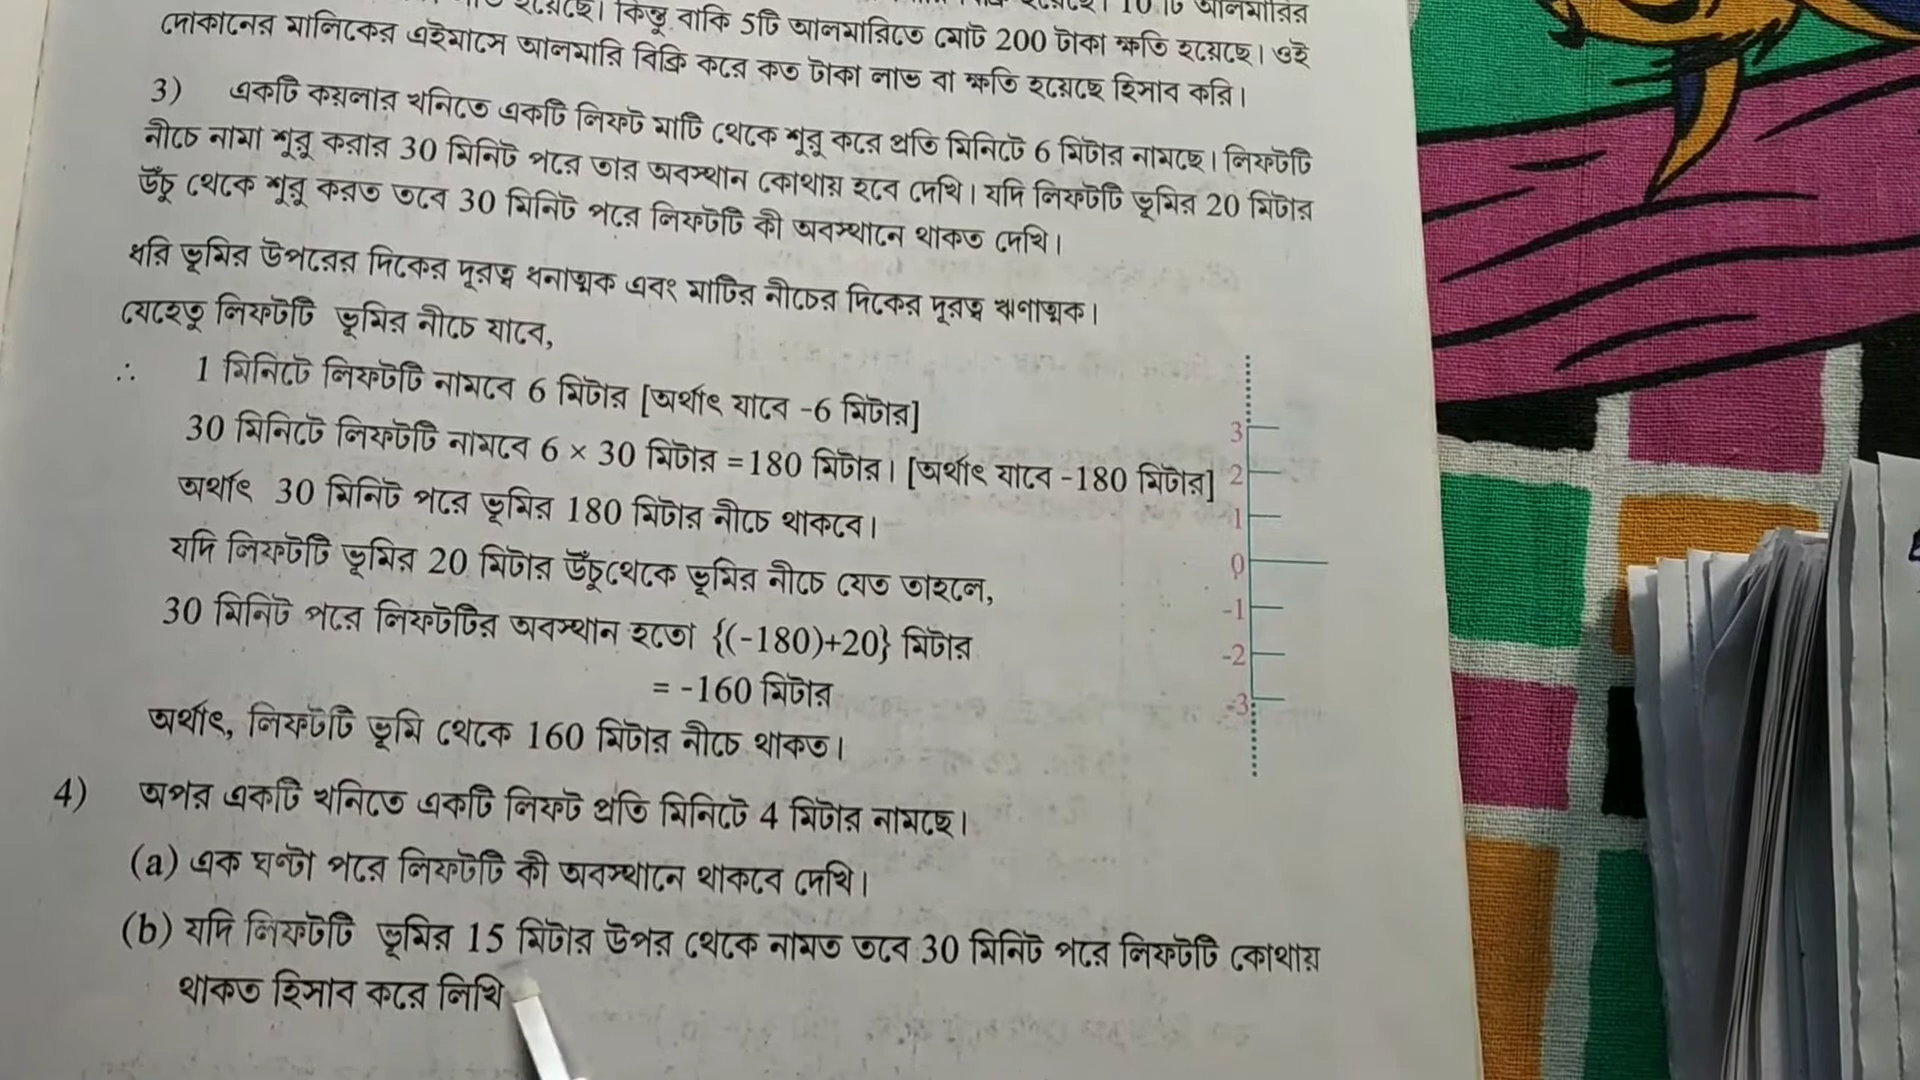 হয়েছে। কিন্তু বাকি 5টি আলমারিতে মোট 200 টাকা ক্ষতি হয়েছে। ওই
দোকানের মালিকের এইমাসে আলমারি বিক্রি করে কত টাকা লাভ বা ক্ষতি হয়েছে হিসাব করি।
3) একটি কয়লার খনিতে একটি লিফট মাটি থেকে শুরু করে প্রতি মিনিটে 6 মিটার নামছে। লিফটটি
নীচে নামা শুরু করার 30 মিনিট পরে তার অবস্থান কোথায় হবে দেখি। যদি লিফটটি ভূমির 20 মিটার
উঁচু থেকে শুরু করত তবে 30 মিনিট পরে লিফটটি কী অবস্থানে থাকত দেখি।
ধরি ভূমির উপরের দিকের দূরত্ব ধনাত্মক এবং মাটির নীচের দিকের দূরত্ব ঋণাত্মক।
যেহেতু লিফটটি ভূমির নীচে যাবে,
∴ 1 মিনিটে লিফটটি নামবে 6 মিটার [অর্থাৎ যাবে -6 মিটার]
30 মিনিটে লিফটটি নামবে 6 × 30 মিটার =180 মিটার। [অর্থাৎ যাবে -180 মিটার]
অর্থাৎ 30 মিনিট পরে ভূমির 180 মিটার নীচে থাকবে।
যদি লিফটটি ভূমির 20 মিটার উঁচুথেকে ভূমির নীচে যেত তাহলে,
30 মিনিট পরে লিফটটির অবস্থান হতো {(-180)+20} মিটার
= -160 মিটার
অর্থাৎ, লিফটটি ভূমি থেকে 160 মিটার নীচে থাকত।
3
2
1
0
-1
-2
-3
4) অপর একটি খনিতে একটি লিফট প্রতি মিনিটে 4 মিটার নামছে।
(a) এক ঘণ্টা পরে লিফটটি কী অবস্থানে থাকবে দেখি।
(b) যদি লিফটটি ভূমির 15 মিটার উপর থেকে নামত তবে 30 মিনিট পরে লিফটটি কোথায়
থাকত হিসাব করে লিখি